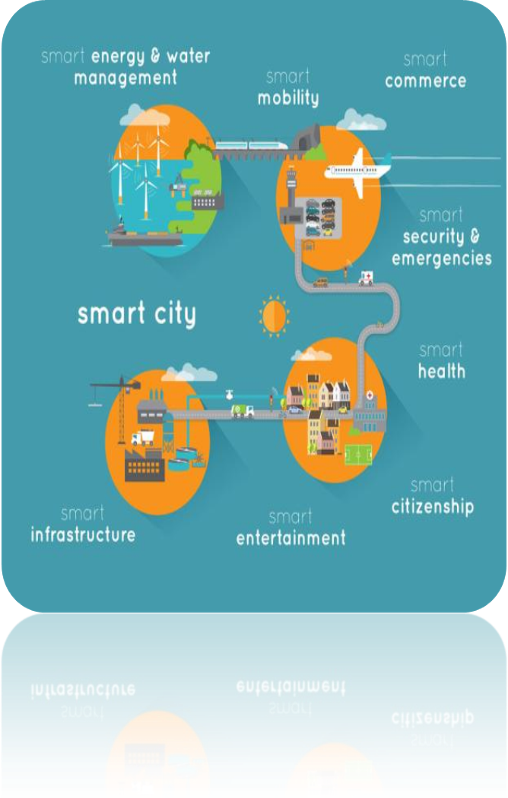 smart energy & water
management
smart
mobility
smart
commerce
smart
security &
emergencies
smart city
smart
health
smart
citizenship
smart
infrastructure
smart
entertainment